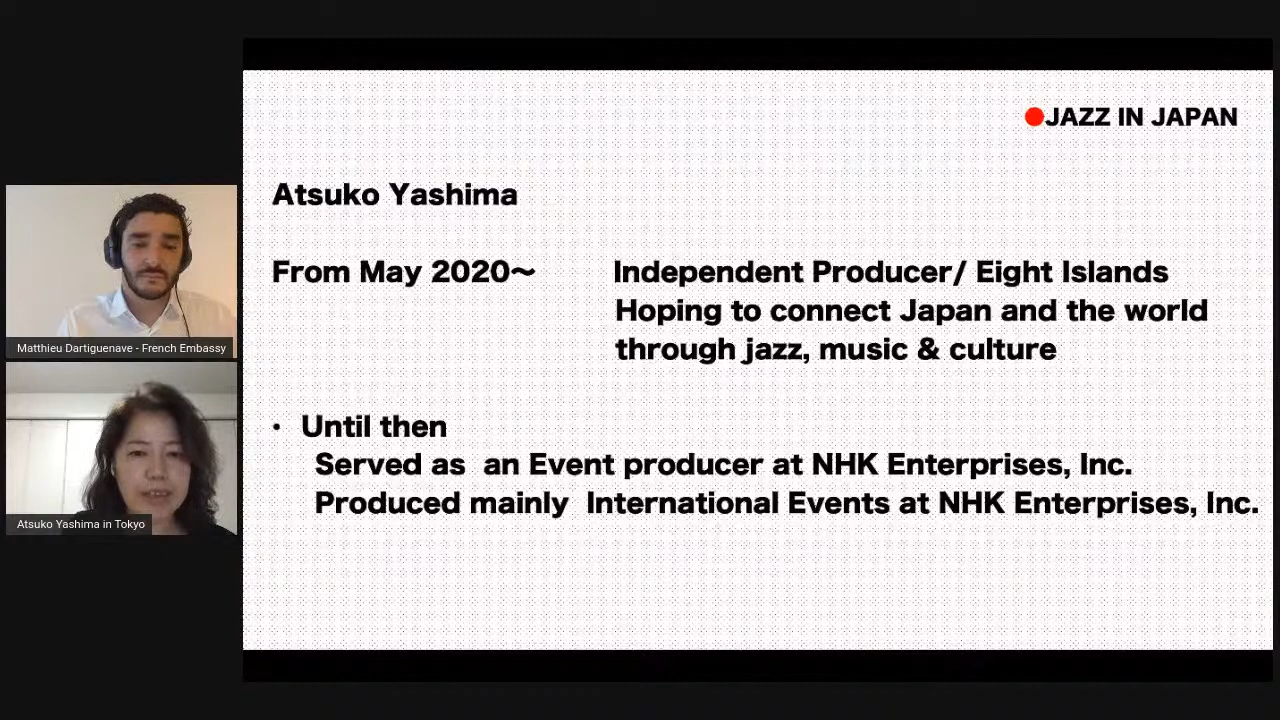 JAZZ IN JAPAN
Atsuko Yashima
From May 2020〜 Independent Producer/ Eight Islands
Hoping to connect Japan and the world
through jazz, music & culture
• Until then
Served as an Event producer at NHK Enterprises, Inc.
Produced mainly International Events at NHK Enterprises, Inc.
Matthieu Dartiguenave - French Embassy
Atsuko Yashima in Tokyo